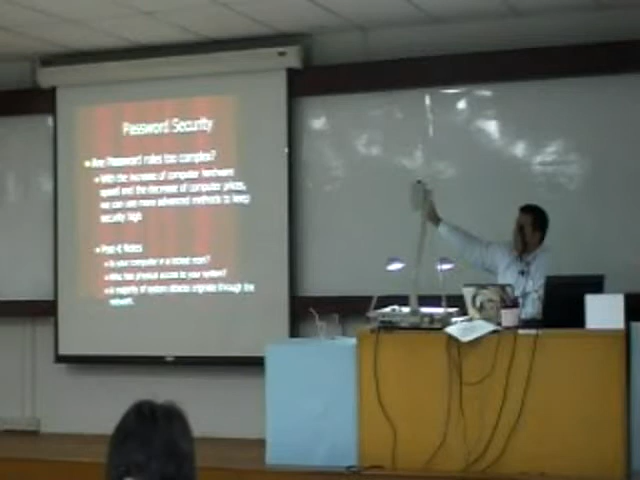 Password Security
Are Password rules too complex?
With the increase of computer hardware
speed and the decrease of computer prices,
we can use more advanced methods to keep
security high
Post-it Notes
Is your computer in a locked room?
Who has physical access to your system?
A majority of system attacks originate through the
network